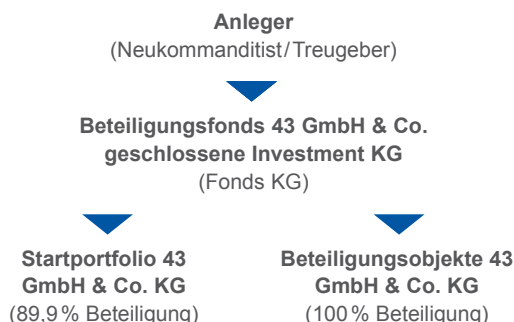 Anleger
(Neukommanditist/Treugeber)
Beteiligungsfonds 43 GmbH & Co.
geschlossene Investment KG
(Fonds KG)
Startportfolio 43
GmbH & Co. KG
(89,9 % Beteiligung)
Beteiligungsobjekte 43
GmbH & Co. KG
(100 % Beteiligung)